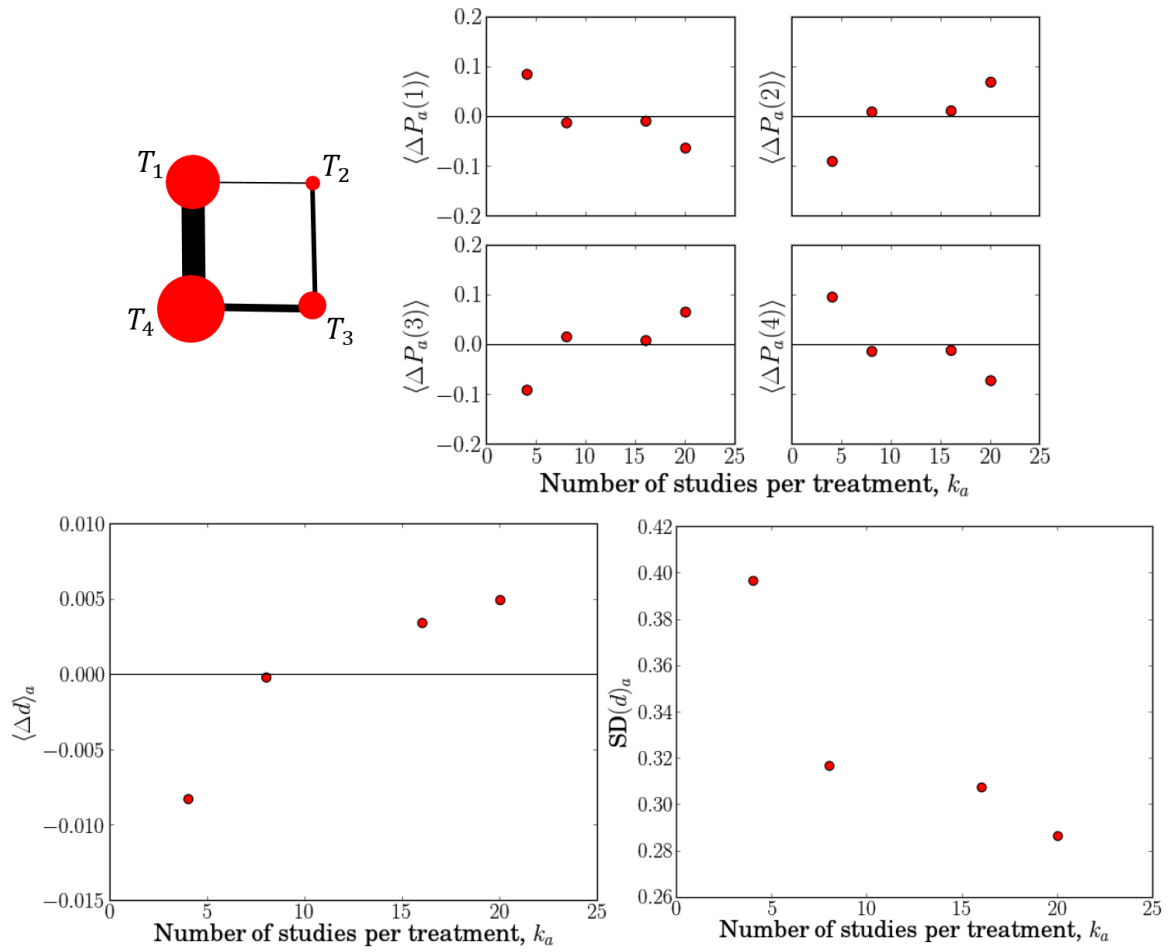 T₁
T₂
T₄
T₃
⟨ΔPₐ(1)⟩
0.2
0.1
0.0
−0.1
−0.2
⟨ΔPₐ(2)⟩
⟨ΔPₐ(3)⟩
0.2
0.1
0.0
−0.1
−0.2
0 5 10 15 20 25
⟨ΔPₐ(4)⟩
0 5 10 15 20 25
Number of studies per treatment, kₐ
⟨Δd⟩ₐ
0.010
0.005
0.000
−0.005
−0.010
−0.015
0 5 10 15 20 25
Number of studies per treatment, kₐ
SD(d)ₐ
0.42
0.40
0.38
0.36
0.34
0.32
0.30
0.28
0.26
0 5 10 15 20 25
Number of studies per treatment, kₐ